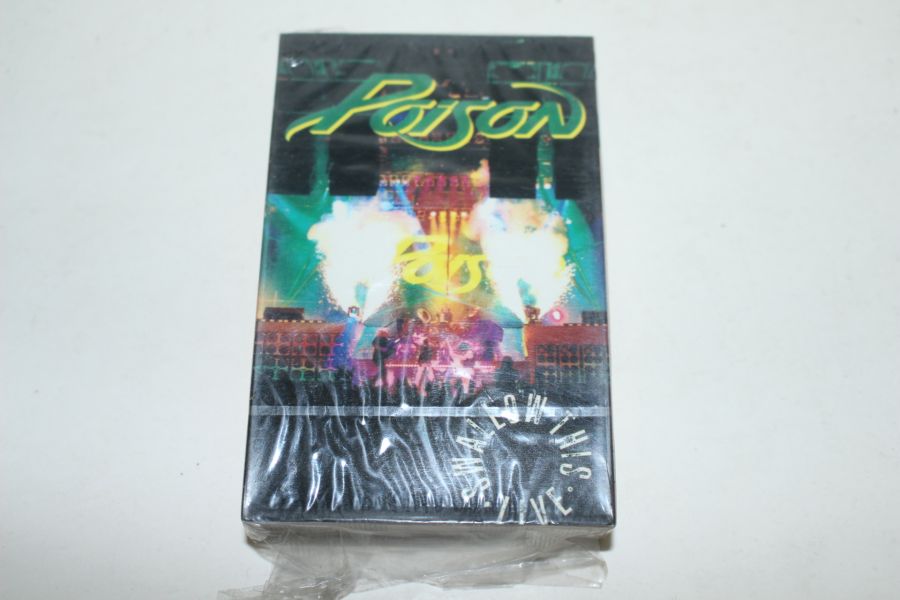 POISON
SWALLOW THIS • LIVE •